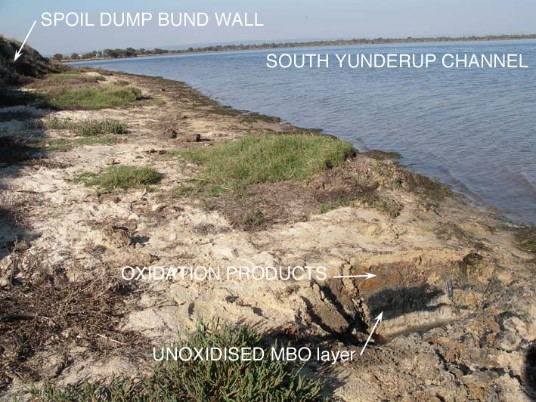 SPOIL DUMP BUND WALL
SOUTH YUNDERUP CHANNEL
OXIDATION PRODUCTS
UNOXIDISED MBO layer